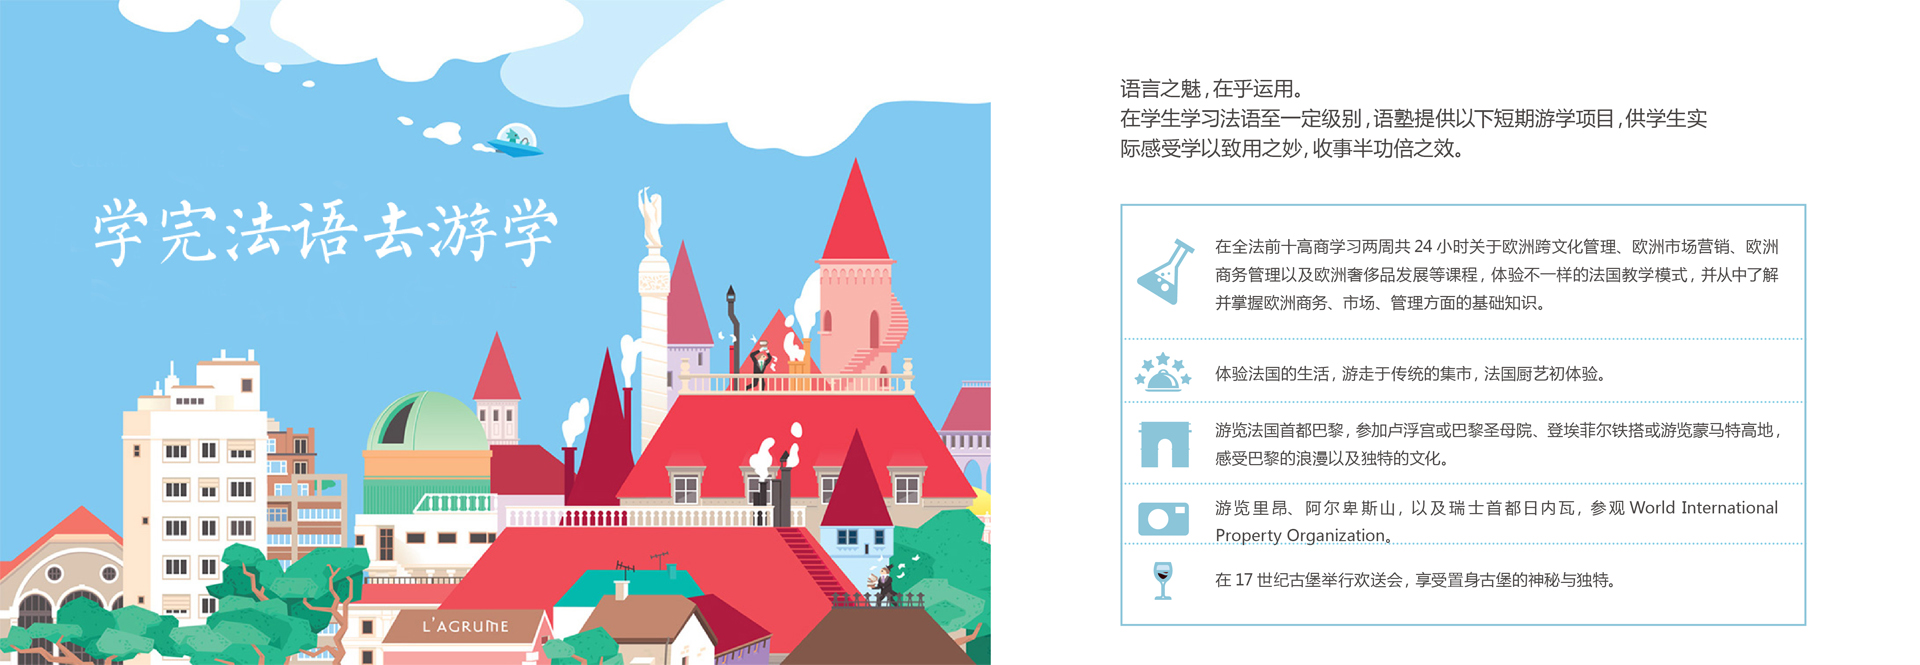 学完法语去游学
L'AGRUME
语言之魅，在乎运用。
在学生学习法语至一定级别，语塾提供以下短期游学项目，供学生实
际感受学以致用之妙，收事半功倍之效。
在全法前十高商学习两周共 24 小时关于欧洲跨文化管理、欧洲市场营销、欧洲
商务管理以及欧洲奢侈品发展等课程，体验不一样的法国教学模式，并从中了解
并掌握欧洲商务、市场、管理方面的基础知识。
体验法国的生活，游走于传统的集市，法国厨艺初体验。
游览法国首都巴黎，参加卢浮宫或巴黎圣母院、登埃菲尔铁搭或游览蒙马特高地，
感受巴黎的浪漫以及独特的文化。
游览里昂、阿尔卑斯山，以及瑞士首都日内瓦，参观 World International
Property Organization。
在 17 世纪古堡举行欢送会，享受置身古堡的神秘与独特。